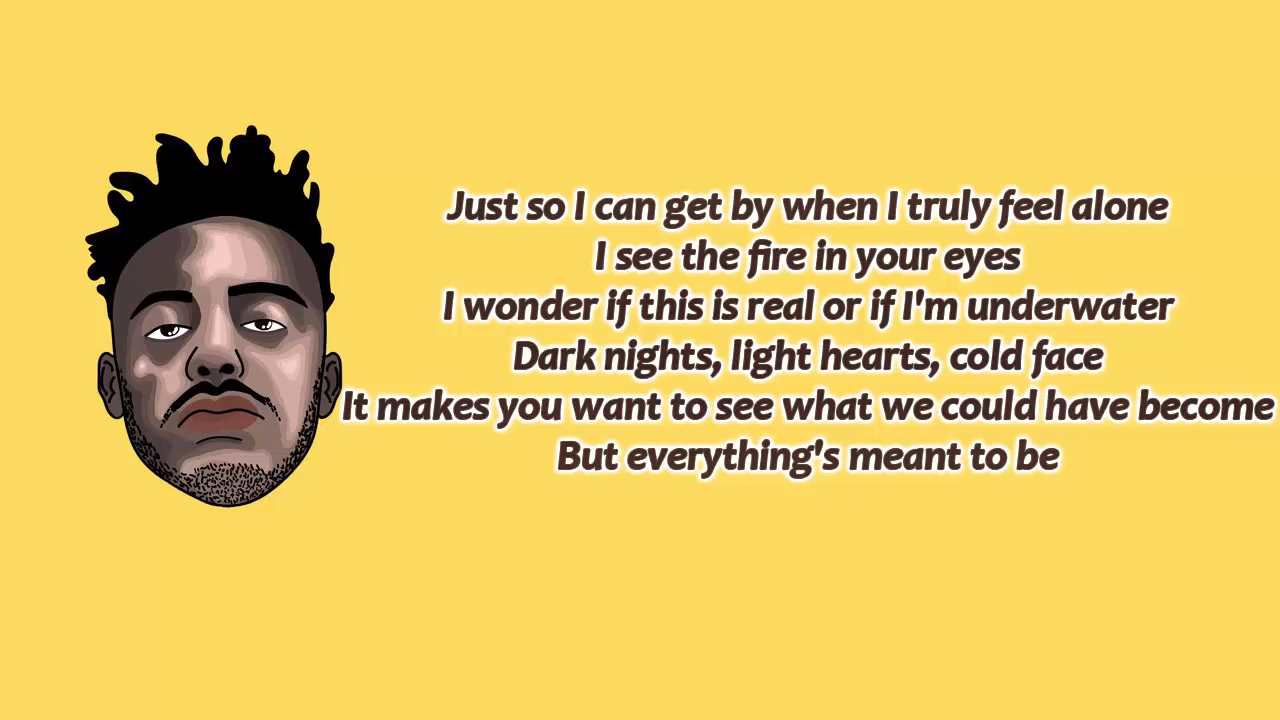 Just so I can get by when I truly feel alone
I see the fire in your eyes
I wonder if this is real or if I'm underwater
Dark nights, light hearts, cold face
It makes you want to see what we could have become
But everything's meant to be